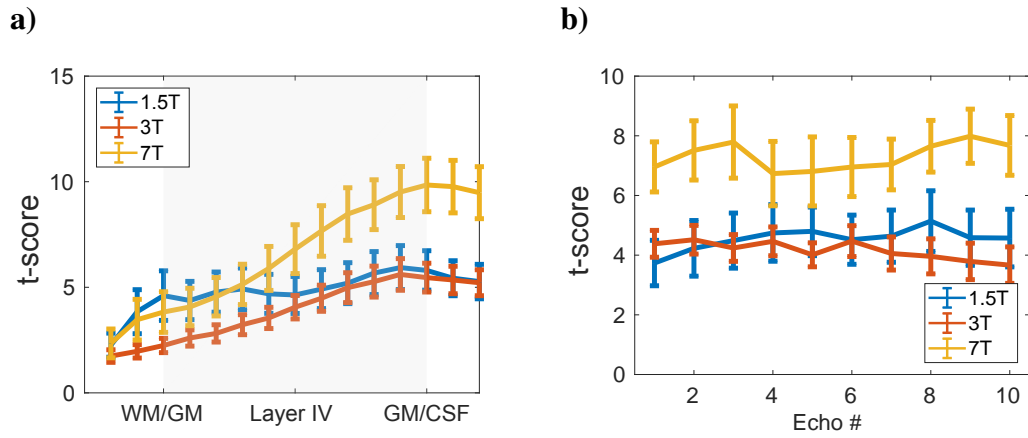 a)
15
10
5
0
t-score
1.5T
3T
7T
WM/GM
Layer IV
GM/CSF
b)
10
8
6
4
2
0
t-score
1.5T
3T
7T
2
4
6
8
10
Echo #